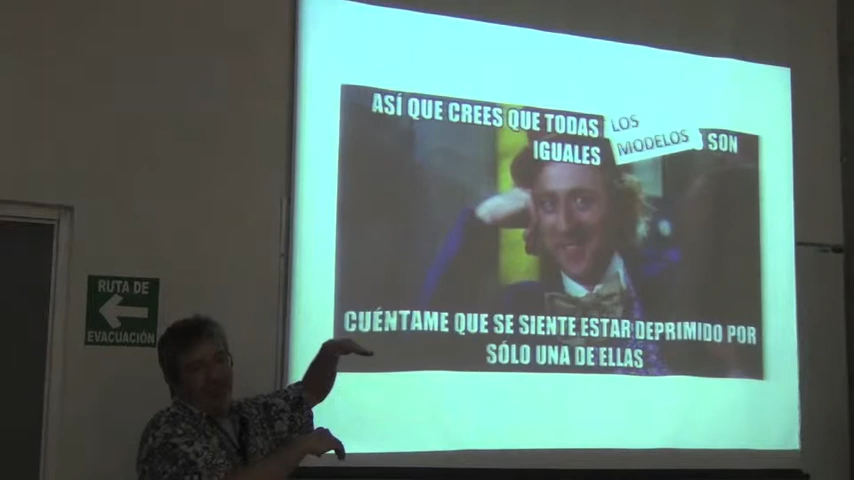 ASÍ QUE CREES QUE TODAS LOS
IGUALES MODELOS SON
CUÉNTAME QUE SE SIENTE ESTAR DEPRIMIDO POR
SÓLO UNA DE ELLAS
RUTA DE
EVACUACIÓN